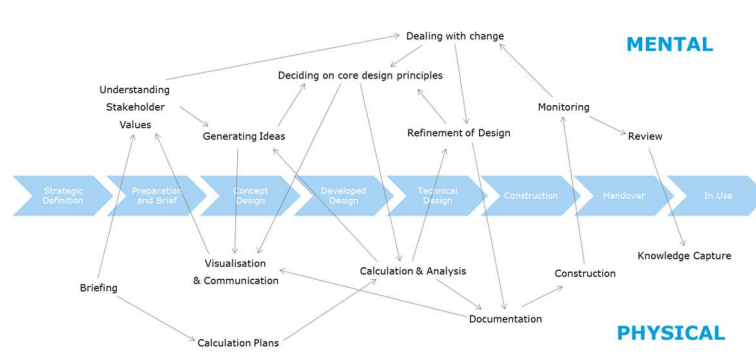 Dealing with change
MENTAL
Deciding on core design principles
Understanding
Stakeholder
Values
Monitoring
Generating Ideas
Refinement of Design
Review
Strategic
Definition
Preparation
and Brief
Concept
Design
Developed
Design
Technical
Design
Construction
Handover
In Use
Visualisation
& Communication
Calculation & Analysis
Construction
Knowledge Capture
Briefing
Documentation
Calculation Plans
PHYSICAL